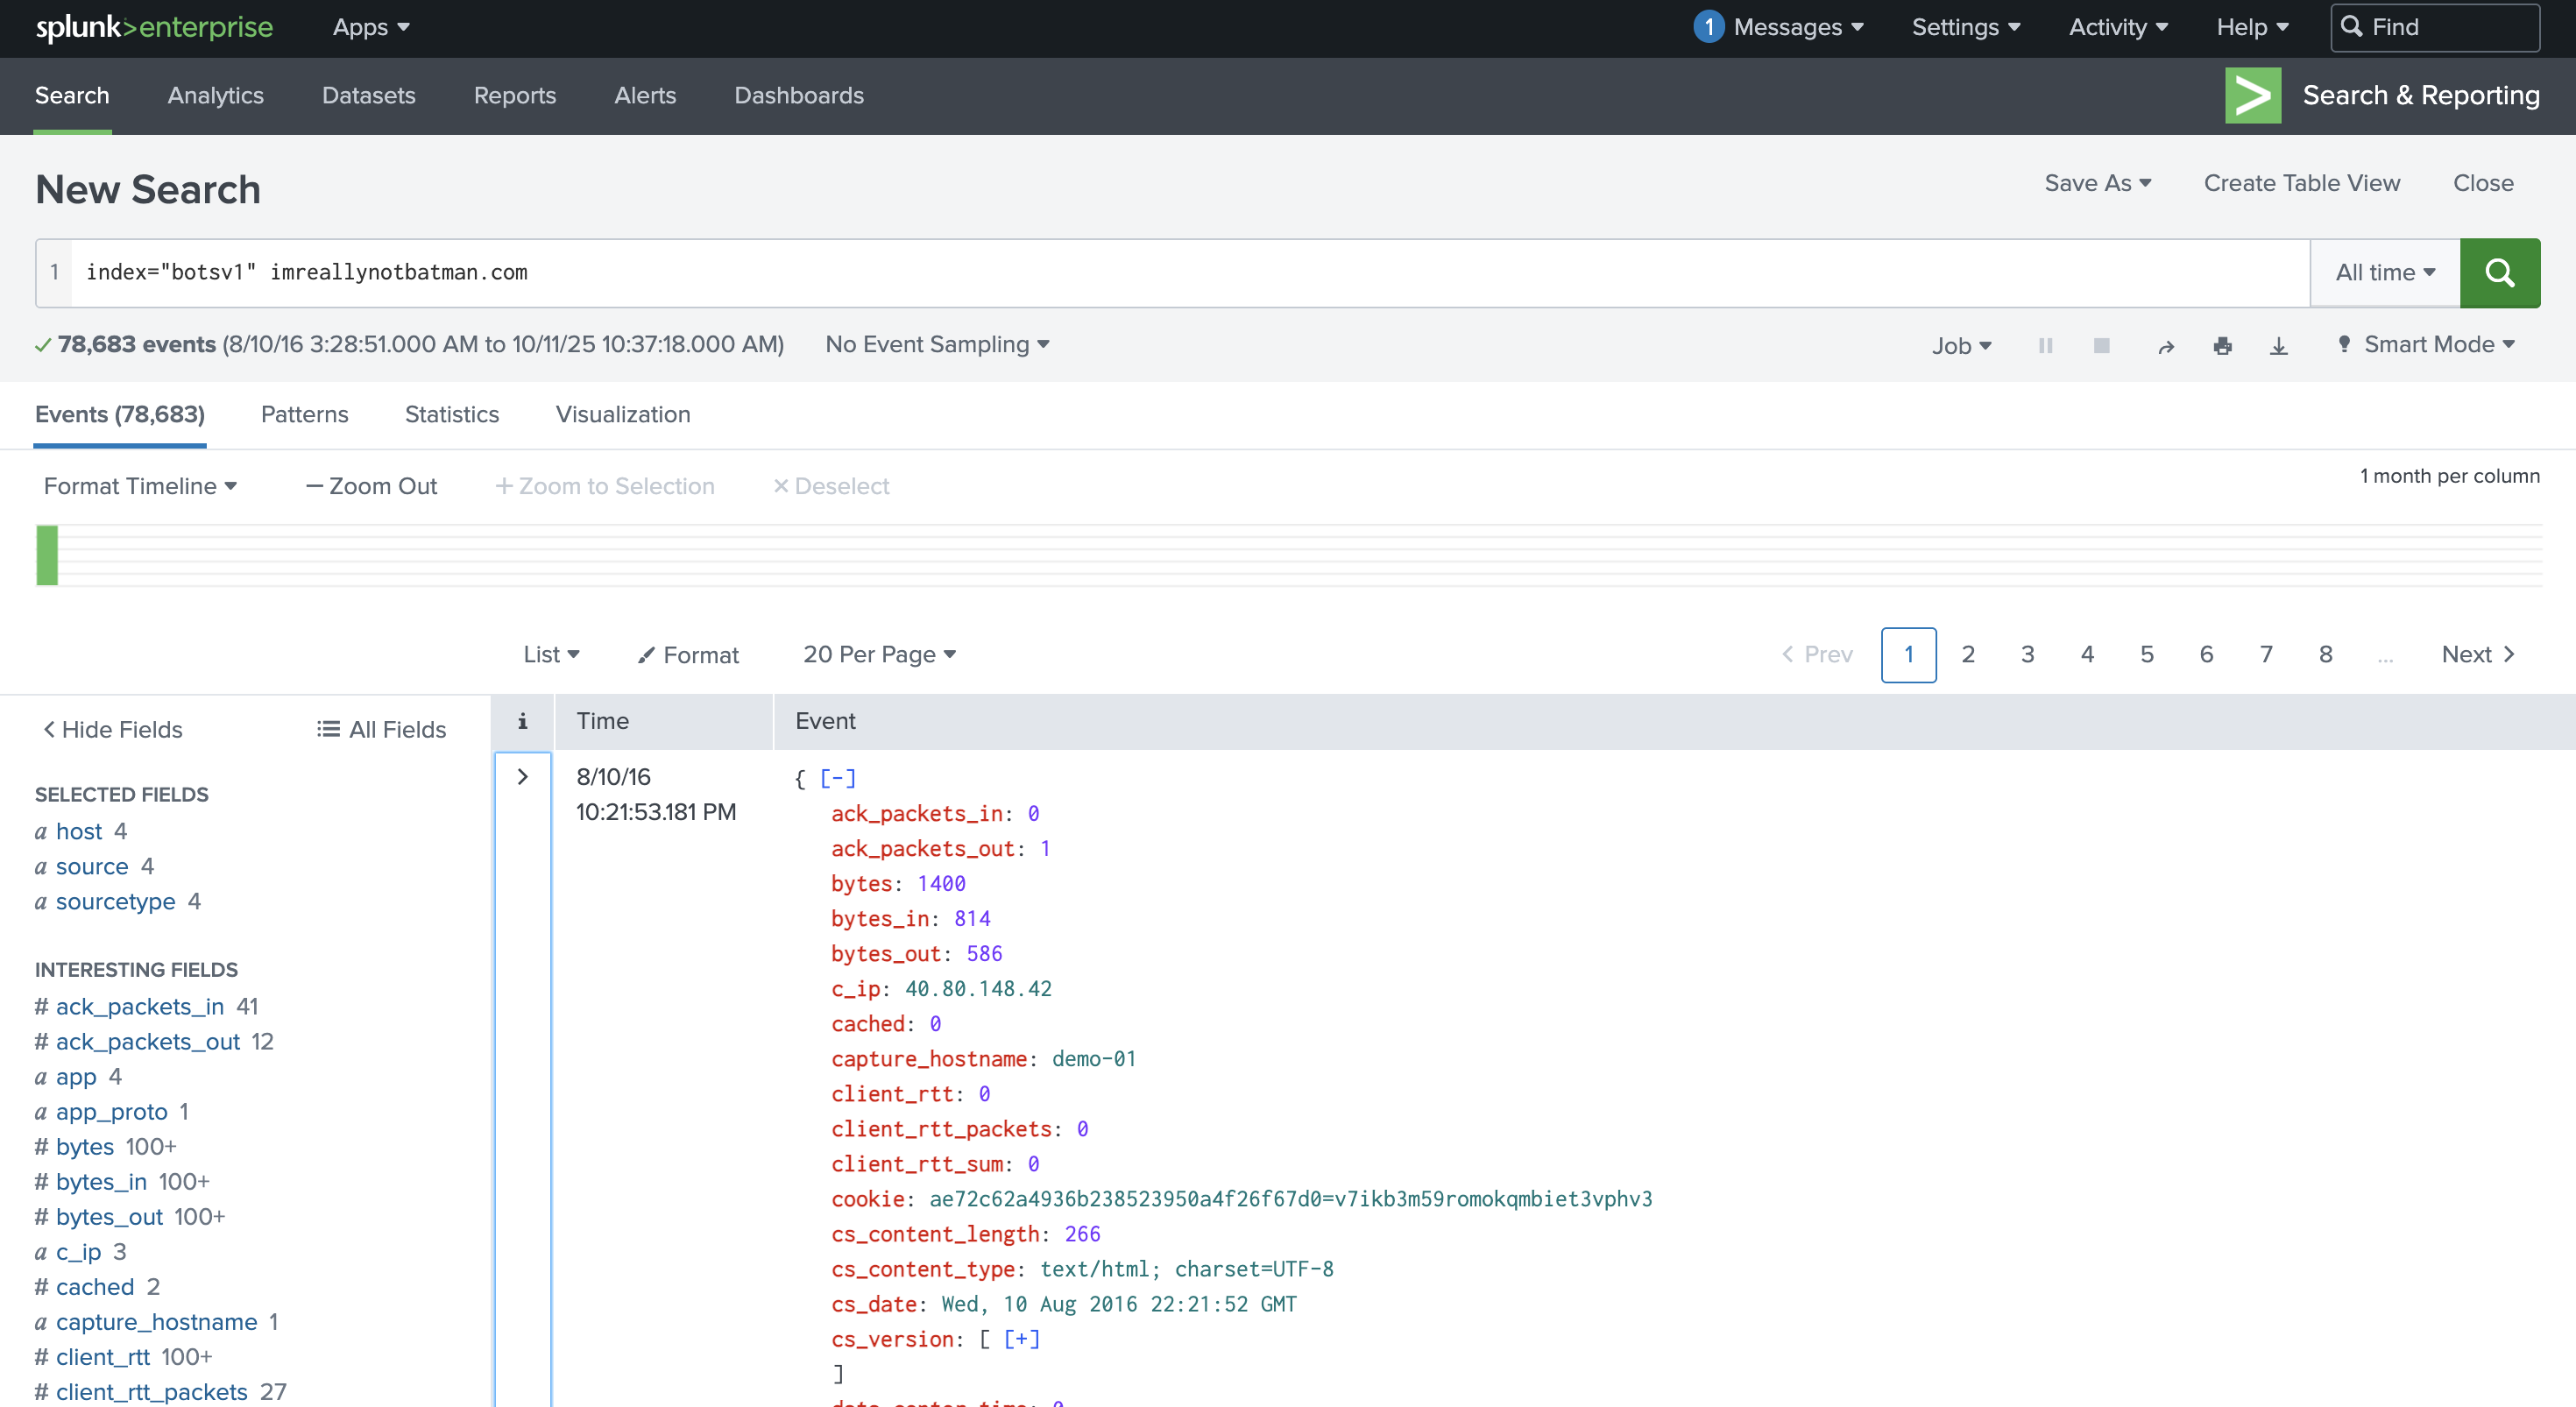 splunk>enterprise Apps 1 Messages Settings Activity Help Find
Search Analytics Datasets Reports Alerts Dashboards Search & Reporting
New Search Save As Create Table View Close
1 index="botsv1" imreallynotbatman.com All time
78,683 events (8/10/16 3:28:51.000 AM to 10/11/25 10:37:18.000 AM) No Event Sampling Job Smart Mode
Events (78,683) Patterns Statistics Visualization
Format Timeline — Zoom Out + Zoom to Selection × Deselect 1 month per column
List Format 20 Per Page < Prev 1 2 3 4 5 6 7 8 ... Next >
< Hide Fields All Fields
SELECTED FIELDS
a host 4
a source 4
a sourcetype 4
INTERESTING FIELDS
# ack_packets_in 41
# ack_packets_out 12
a app 4
a app_proto 1
# bytes 100+
# bytes_in 100+
# bytes_out 100+
a c_ip 3
# cached 2
a capture_hostname 1
# client_rtt 100+
# client_rtt_packets 27
i Time Event
> 8/10/16
10:21:53.181 PM
{ [-]
ack_packets_in: 0
ack_packets_out: 1
bytes: 1400
bytes_in: 814
bytes_out: 586
c_ip: 40.80.148.42
cached: 0
capture_hostname: demo-01
client_rtt: 0
client_rtt_packets: 0
client_rtt_sum: 0
cookie: ae72c62a4936b238523950a4f26f67d0=v7ikb3m59romokqmbiet3vphv3
cs_content_length: 266
cs_content_type: text/html; charset=UTF-8
cs_date: Wed, 10 Aug 2016 22:21:52 GMT
cs_version: [ [+]
]